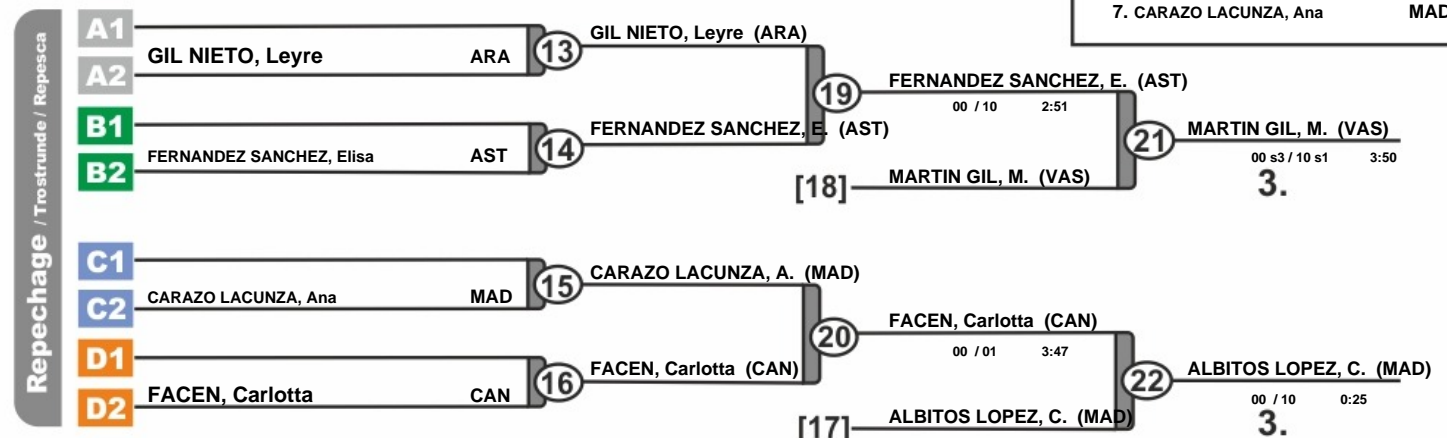 7. CARAZO LACUNZA, Ana MAD
Repechage / Trostrunde / Repesca
A1
GIL NIETO, Leyre ARA
A2
13
GIL NIETO, Leyre (ARA)
B1
FERNANDEZ SANCHEZ, Elisa AST
B2
14
FERNANDEZ SANCHEZ, E. (AST)
19
FERNANDEZ SANCHEZ, E. (AST)
00 / 10 2:51
[18]
MARTIN GIL, M. (VAS)
21
MARTIN GIL, M. (VAS)
00 s3 / 10 s1 3:50
3.
C1
CARAZO LACUNZA, Ana MAD
C2
15
CARAZO LACUNZA, A. (MAD)
D1
FACEN, Carlotta CAN
D2
16
FACEN, Carlotta (CAN)
20
FACEN, Carlotta (CAN)
00 / 01 3:47
[17]
ALBITOS LOPEZ, C. (MAD)
22
ALBITOS LOPEZ, C. (MAD)
00 / 10 0:25
3.